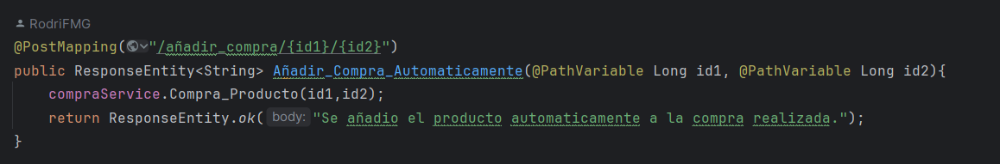 RodriFMG
@PostMapping("/añadir_compra/{id1}/{id2}")
public ResponseEntity<String> Añadir_Compra_Automaticamente(@PathVariable Long id1, @PathVariable Long id2){
compraService.Compra_Producto(id1,id2);
return ResponseEntity.ok( body: "Se añadio el producto automaticamente a la compra realizada.");
}